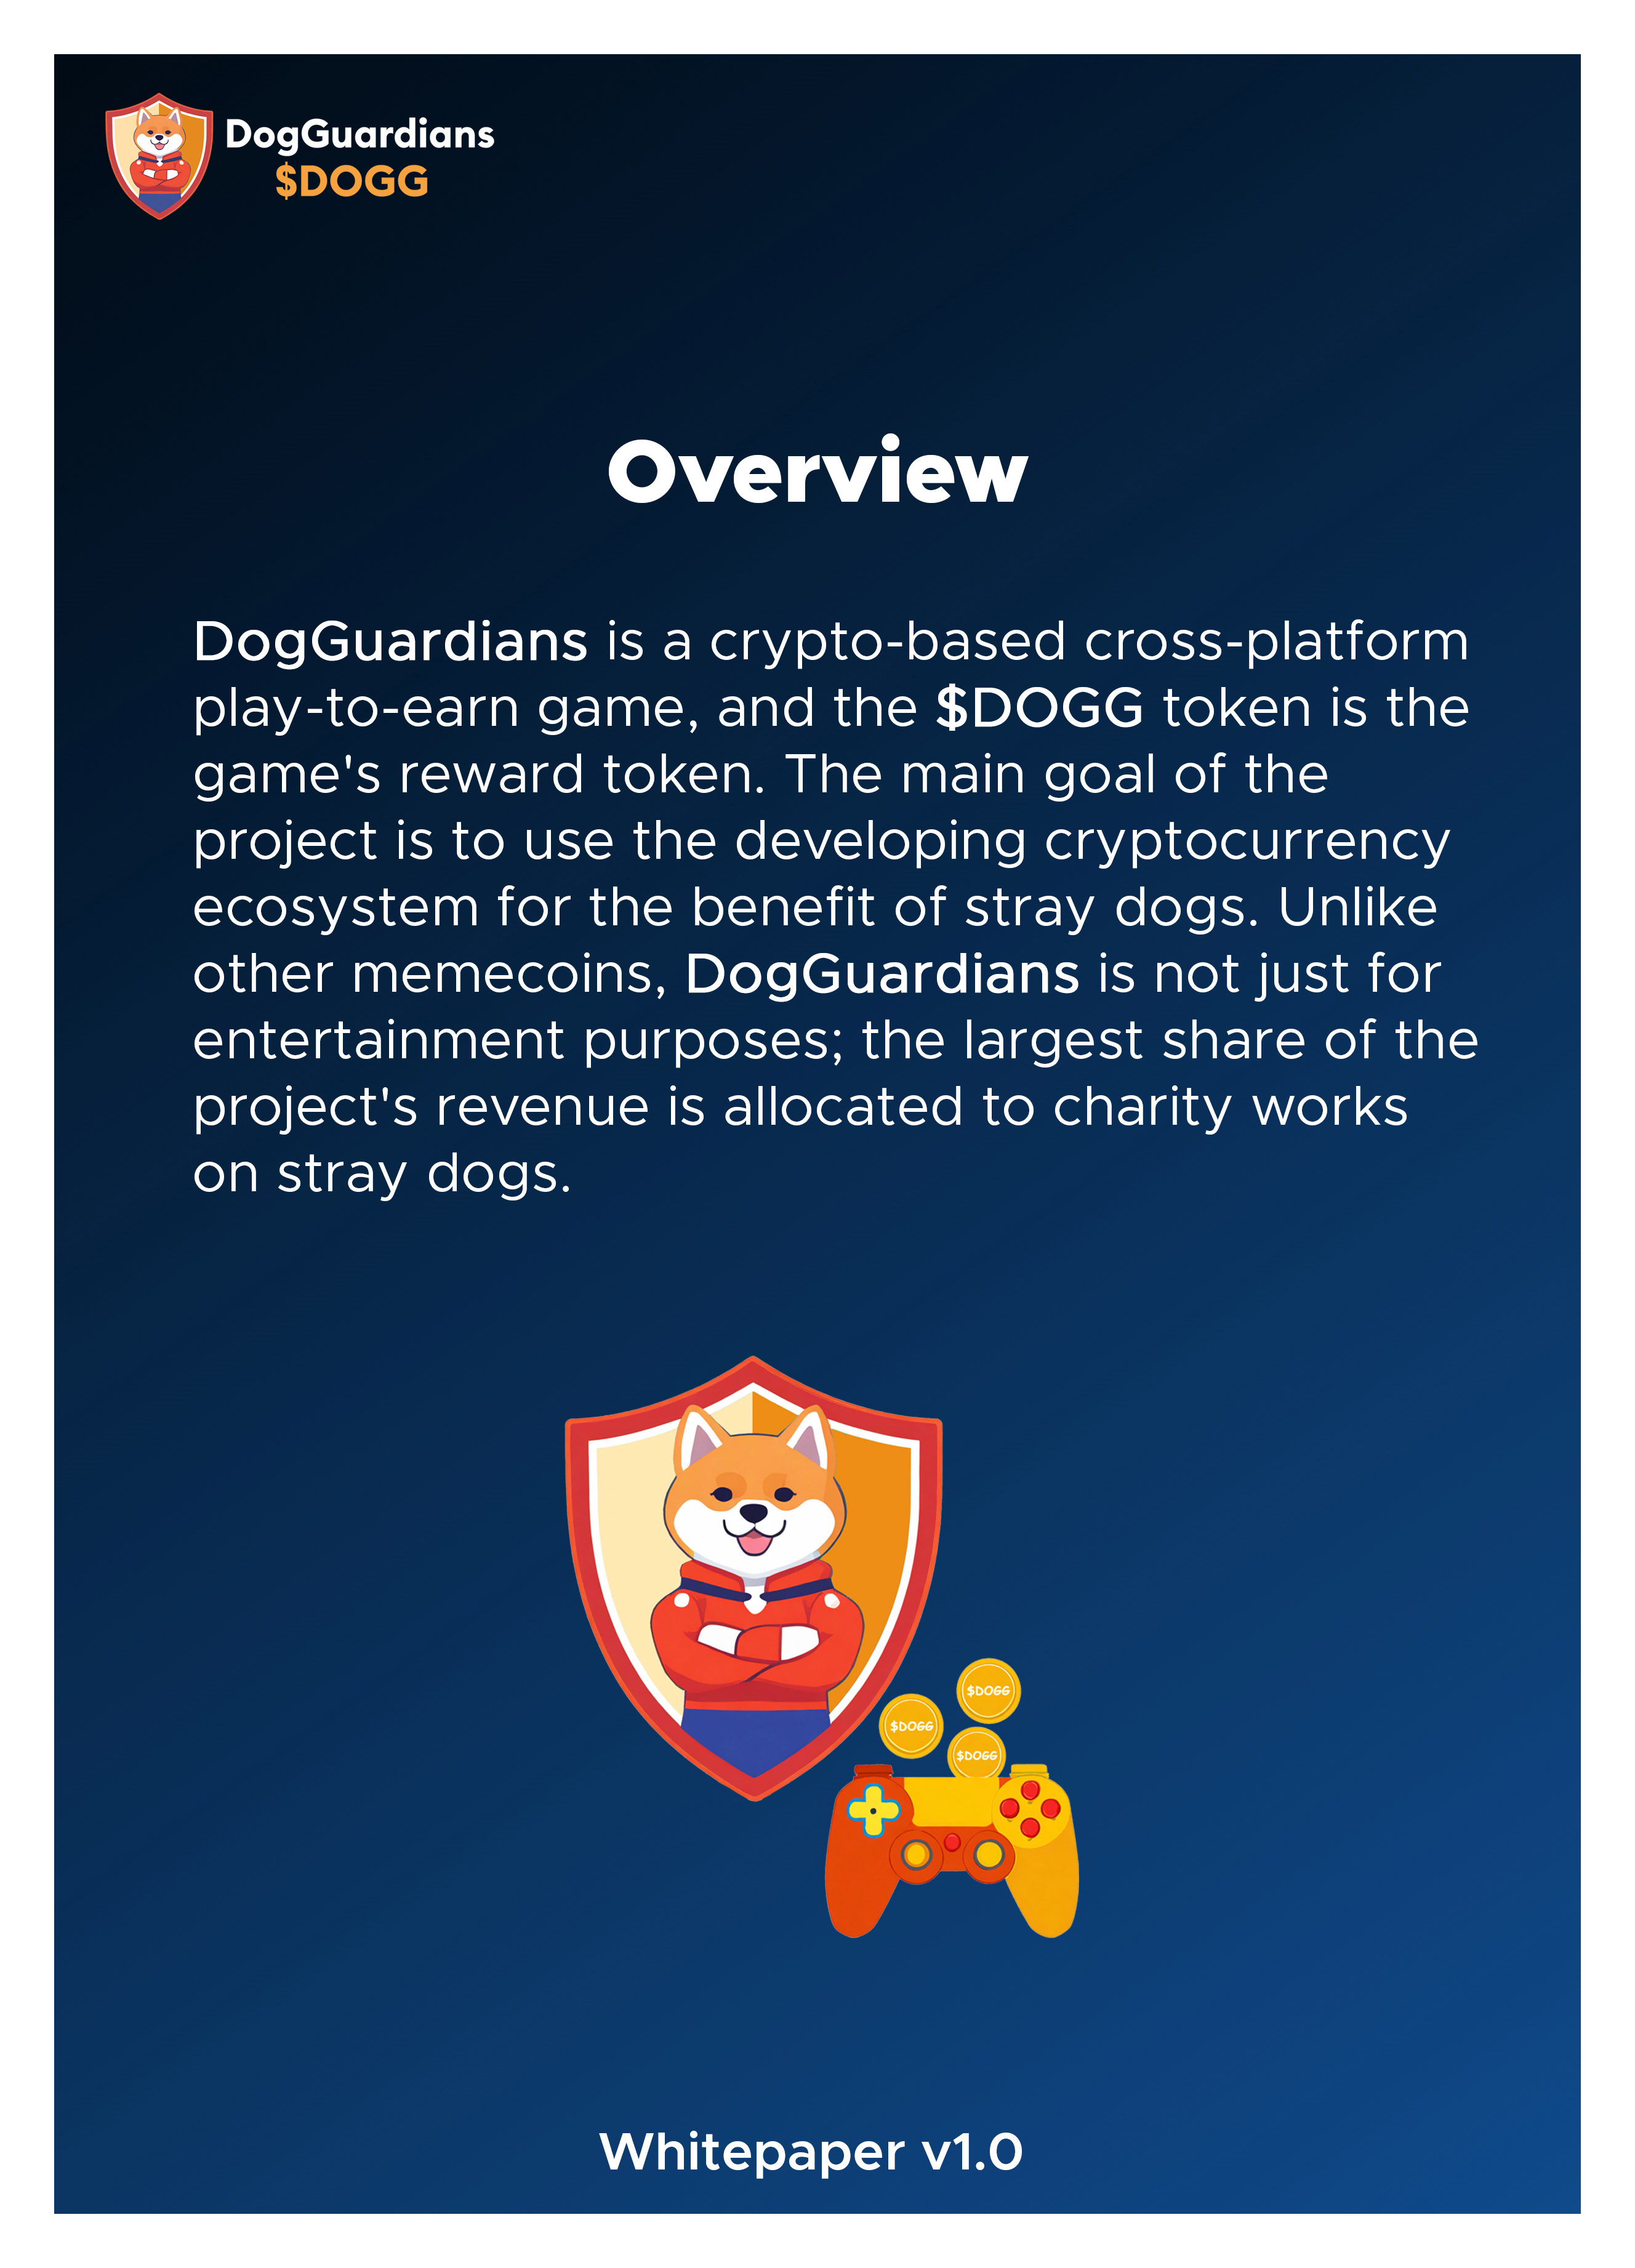 DogGuardians
$DOGG
Overview
DogGuardians is a crypto-based cross-platform
play-to-earn game, and the $DOGG token is the
game's reward token. The main goal of the
project is to use the developing cryptocurrency
ecosystem for the benefit of stray dogs. Unlike
other memecoins, DogGuardians is not just for
entertainment purposes; the largest share of the
project's revenue is allocated to charity works
on stray dogs.
$DOGG
$DOGG
$DOGG
Whitepaper v1.0